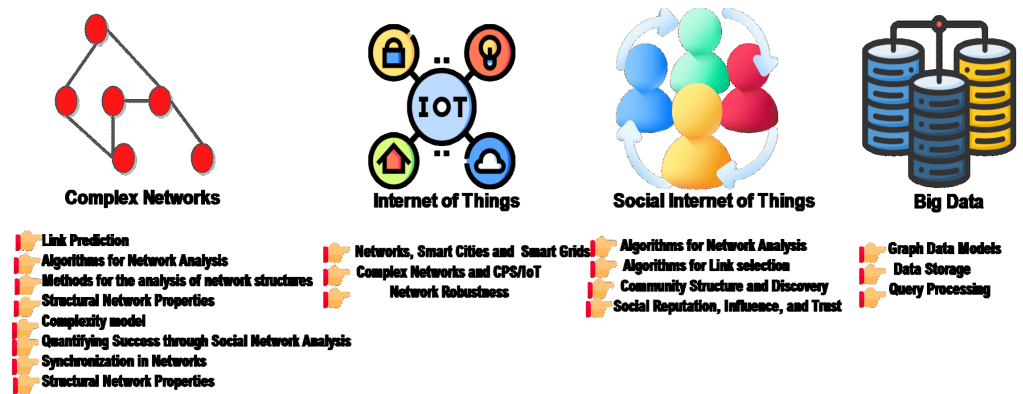 IOT
Complex Networks
Internet of Things
Social Internet of Things
Big Data
Link Prediction
Algorithms for Network Analysis
Methods for the analysis of network structures
Structural Network Properties
Complexity model
Quantifying Success through Social Network Analysis
Synchronization in Networks
Structural Network Properties
Networks, Smart Cities and Smart Grids
Complex Networks and CPS/IoT
Network Robustness
Algorithms for Network Analysis
Algorithms for Link selection
Community Structure and Discovery
Social Reputation, Influence, and Trust
Graph Data Models
Data Storage
Query Processing